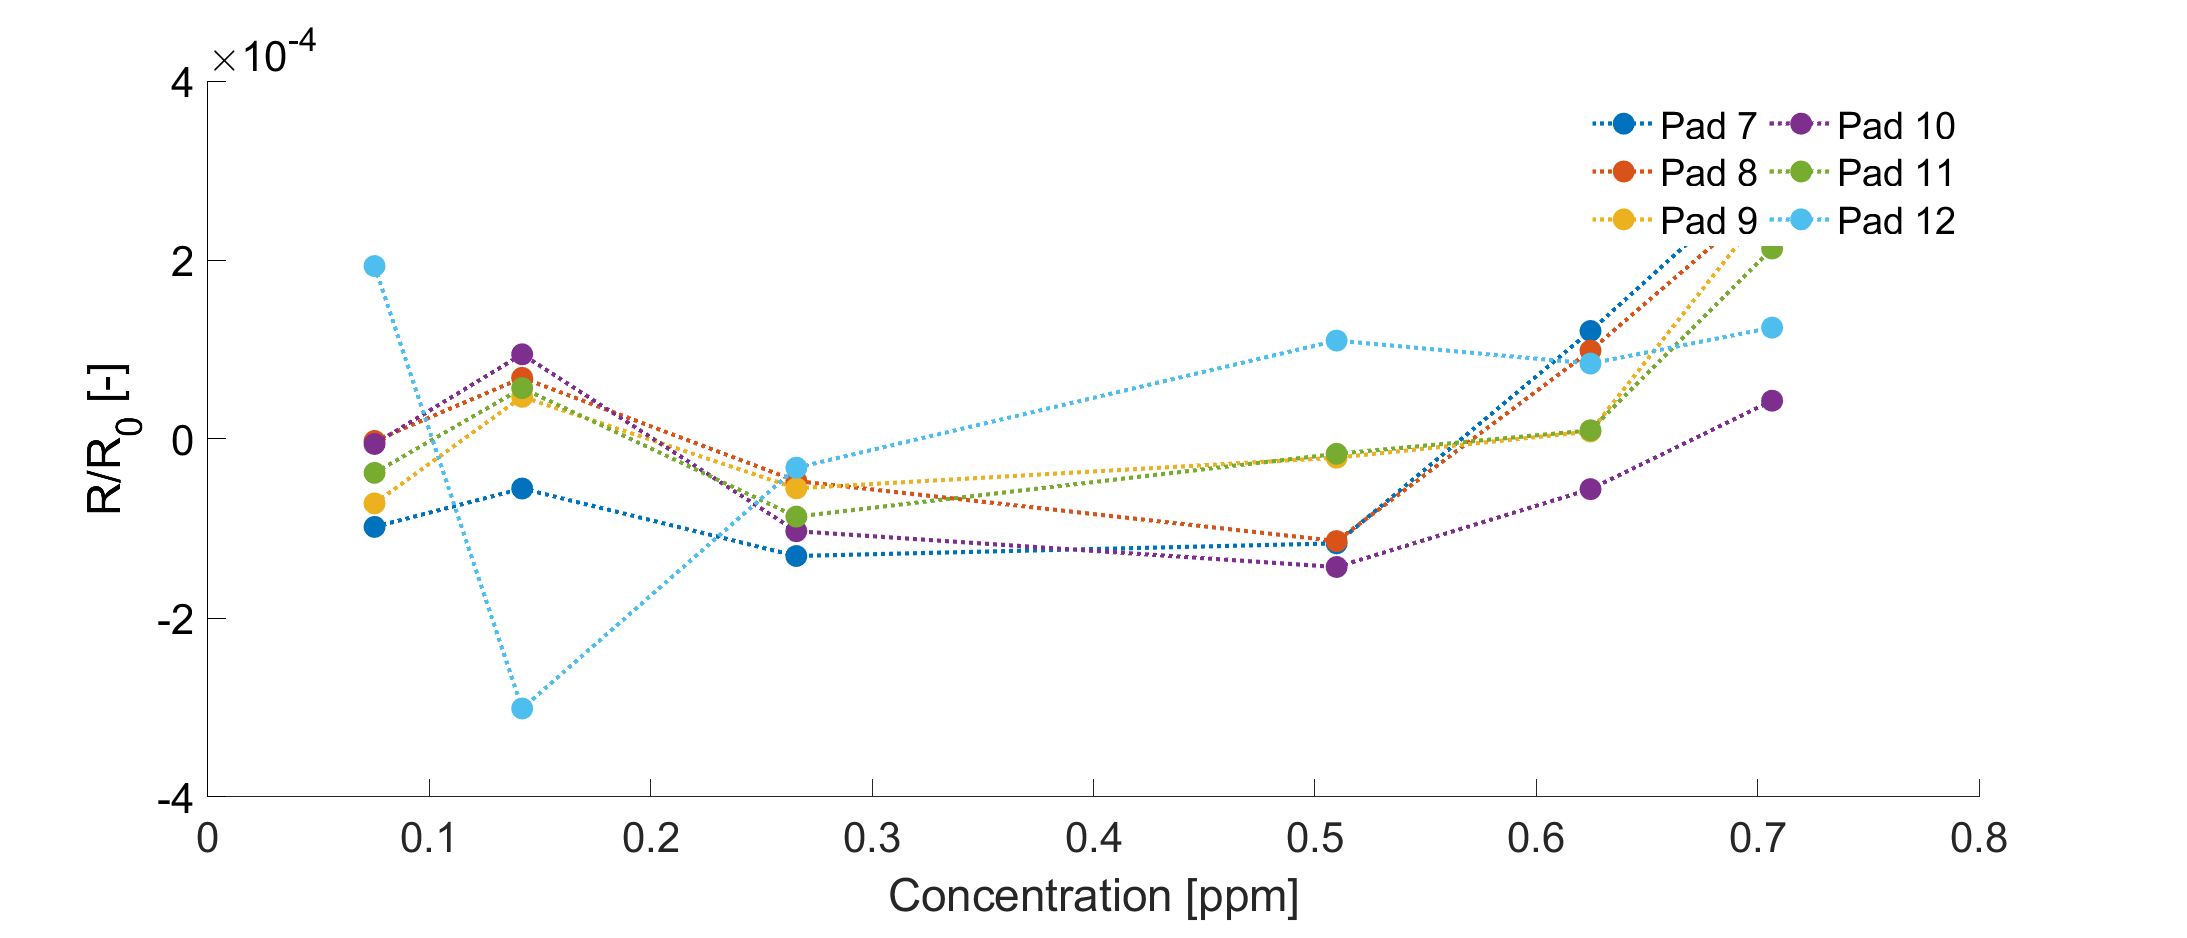 ×10-4
4
2
0
-2
-4
R/R0 [-]
Pad 7 Pad 10
Pad 8 Pad 11
Pad 9 Pad 12
0 0.1 0.2 0.3 0.4 0.5 0.6 0.7 0.8
Concentration [ppm]